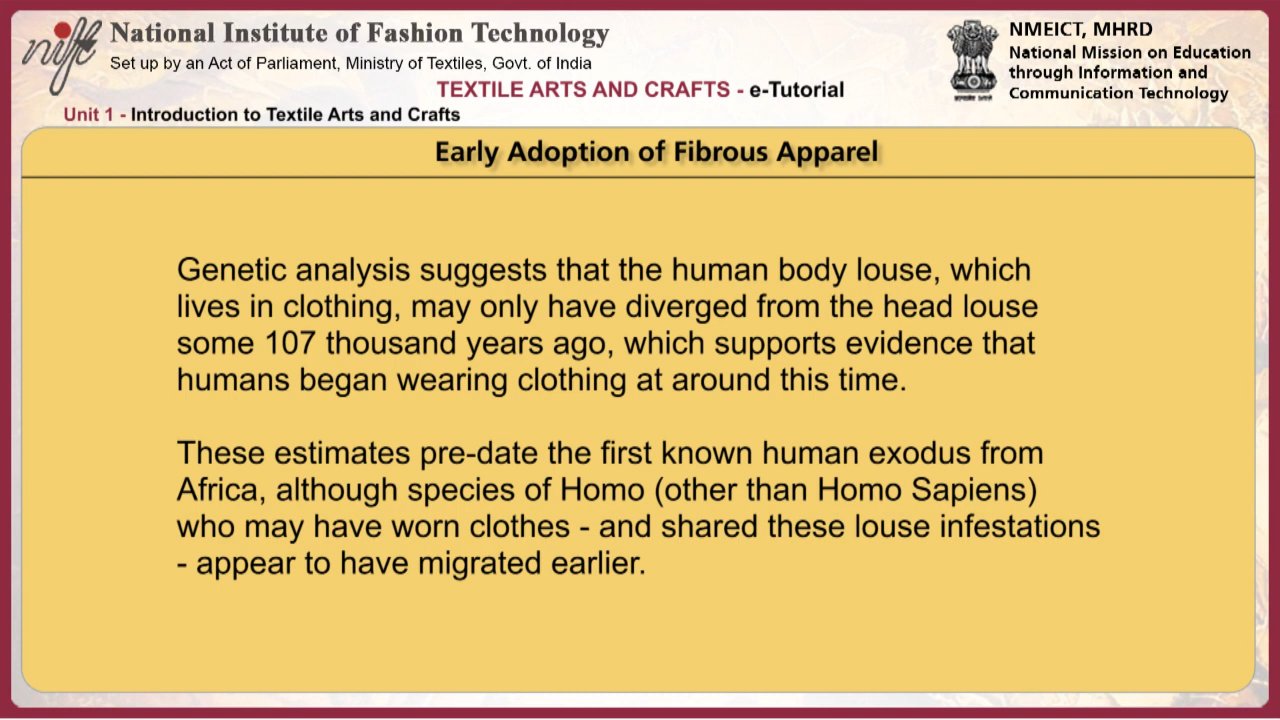 nift
National Institute of Fashion Technology
Set up by an Act of Parliament, Ministry of Textiles, Govt. of India
NMEICT, MHRD
National Mission on Education
through Information and
Communication Technology
TEXTILE ARTS AND CRAFTS - e-Tutorial
Unit 1 - Introduction to Textile Arts and Crafts
Early Adoption of Fibrous Apparel
Genetic analysis suggests that the human body louse, which
lives in clothing, may only have diverged from the head louse
some 107 thousand years ago, which supports evidence that
humans began wearing clothing at around this time.
These estimates pre-date the first known human exodus from
Africa, although species of Homo (other than Homo Sapiens)
who may have worn clothes - and shared these louse infestations
- appear to have migrated earlier.